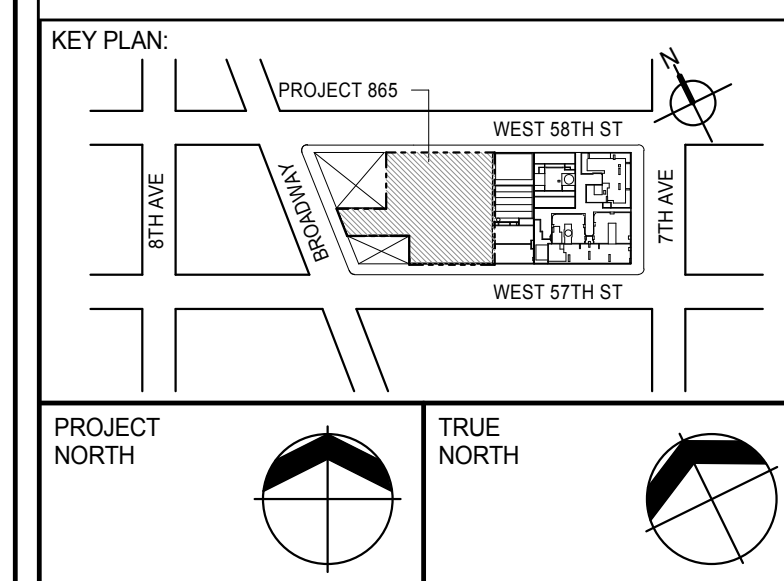 KEY PLAN:
N
PROJECT 865
WEST 58TH ST
8TH AVE
BROADWAY
7TH AVE
WEST 57TH ST
PROJECT
NORTH
TRUE
NORTH